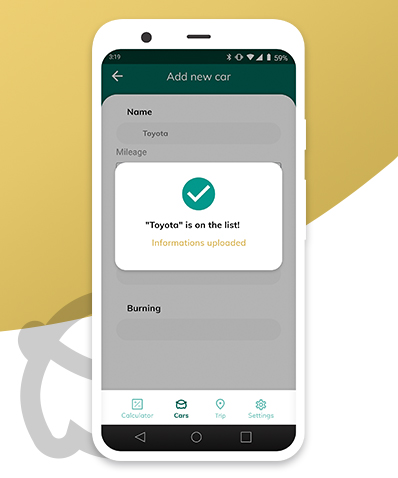 3:19
59%
Add new car
Name
Toyota
Mileage
"Toyota" is on the list!
Informations uploaded
Burning
Calculator
Cars
Trip
Settings